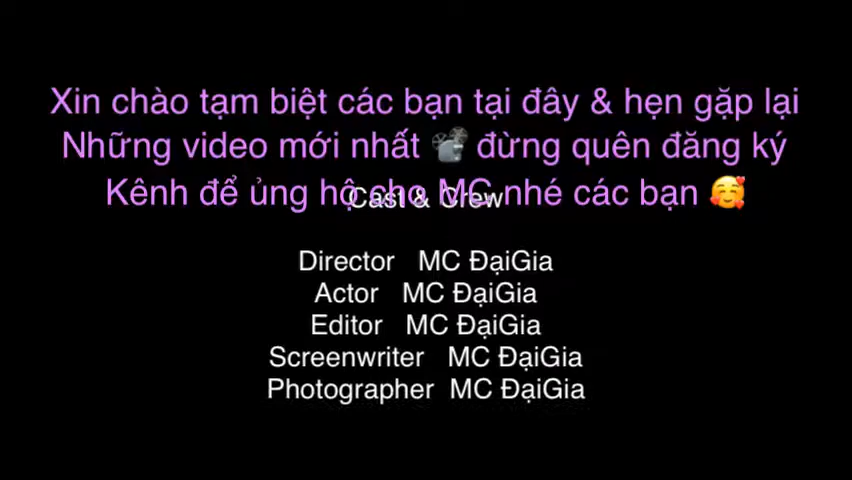 Xin chào tạm biệt các bạn tại đây & hẹn gặp lại
Những video mới nhất 📽️ đừng quên đăng ký
Kênh để ủng hộ cho MC nhé các bạn 🥰
Cast & Crew
Director MC ĐạiGia
Actor MC ĐạiGia
Editor MC ĐạiGia
Screenwriter MC ĐạiGia
Photographer MC ĐạiGia